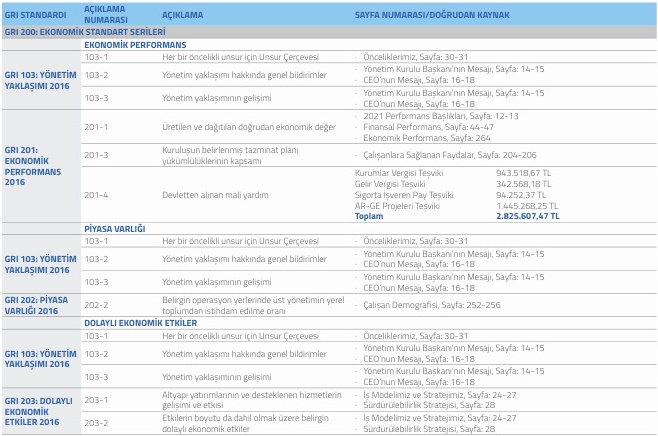 GRI STANDARDI AÇIKLAMA NUMARASI AÇIKLAMA SAYFA NUMARASI/DOĞRUDAN KAYNAK
GRI 200: EKONOMİK STANDART SERİLERİ
EKONOMİK PERFORMANS
GRI 103: YÖNETİM YAKLAŞIMI 2016
103-1 Her bir öncelikli unsur için Unsur Çerçevesi · Önceliklerimiz, Sayfa: 30-31
103-2 Yönetim yaklaşımı hakkında genel bildirimler · Yönetim Kurulu Başkanı'nın Mesajı, Sayfa: 14-15
· CEO'nun Mesajı, Sayfa: 16-18
103-3 Yönetim yaklaşımının gelişimi · Yönetim Kurulu Başkanı'nın Mesajı, Sayfa: 14-15
· CEO'nun Mesajı, Sayfa: 16-18
GRI 201: EKONOMİK PERFORMANS 2016
201-1 Üretilen ve dağıtılan doğrudan ekonomik değer · 2021 Performans Başlıkları, Sayfa: 12-13
· Finansal Performans, Sayfa: 44-47
· Ekonomik Performans, Sayfa: 264
201-3 Kuruluşun belirlenmiş tazminat planı yükümlülüklerinin kapsamı · Çalışanlara Sağlanan Faydalar, Sayfa: 204-206
201-4 Devletten alınan mali yardım
Kurumlar Vergisi Teşviki 943.518,67 TL
Gelir Vergisi Teşviki 342.568,18 TL
Sigorta İşveren Pay Teşviki 94.252,37 TL
AR-GE Projeleri Teşviki 1.445.268,25 TL
Toplam 2.825.607,47 TL
PİYASA VARLIĞI
GRI 103: YÖNETİM YAKLAŞIMI 2016
103-1 Her bir öncelikli unsur için Unsur Çerçevesi · Önceliklerimiz, Sayfa: 30-31
103-2 Yönetim yaklaşımı hakkında genel bildirimler · Yönetim Kurulu Başkanı'nın Mesajı, Sayfa: 14-15
· CEO'nun Mesajı, Sayfa: 16-18
103-3 Yönetim yaklaşımının gelişimi · Yönetim Kurulu Başkanı'nın Mesajı, Sayfa: 14-15
· CEO'nun Mesajı, Sayfa: 16-18
GRI 202: PİYASA VARLIĞI 2016
202-2 Belirgin operasyon yerlerinde üst yönetimin yerel toplumdan istihdam edilme oranı · Çalışan Demografisi, Sayfa: 252-256
DOLAYLI EKONOMİK ETKİLER
GRI 103: YÖNETİM YAKLAŞIMI 2016
103-1 Her bir öncelikli unsur için Unsur Çerçevesi · Önceliklerimiz, Sayfa: 30-31
103-2 Yönetim yaklaşımı hakkında genel bildirimler · Yönetim Kurulu Başkanı'nın Mesajı, Sayfa: 14-15
· CEO'nun Mesajı, Sayfa: 16-18
103-3 Yönetim yaklaşımının gelişimi · Yönetim Kurulu Başkanı'nın Mesajı, Sayfa: 14-15
· CEO'nun Mesajı, Sayfa: 16-18
GRI 203: DOLAYLI EKONOMİK ETKİLER 2016
203-1 Altyapı yatırımlarının ve desteklenen hizmetlerin gelişimi ve etkisi · İş Modelimiz ve Stratejimiz, Sayfa: 24-27
· Sürdürülebilirlik Stratejisi, Sayfa: 28
203-2 Etkilerin boyutu da dahil olmak üzere belirgin dolaylı ekonomik etkiler · İş Modelimiz ve Stratejimiz, Sayfa: 24-27
· Sürdürülebilirlik Stratejisi, Sayfa: 28